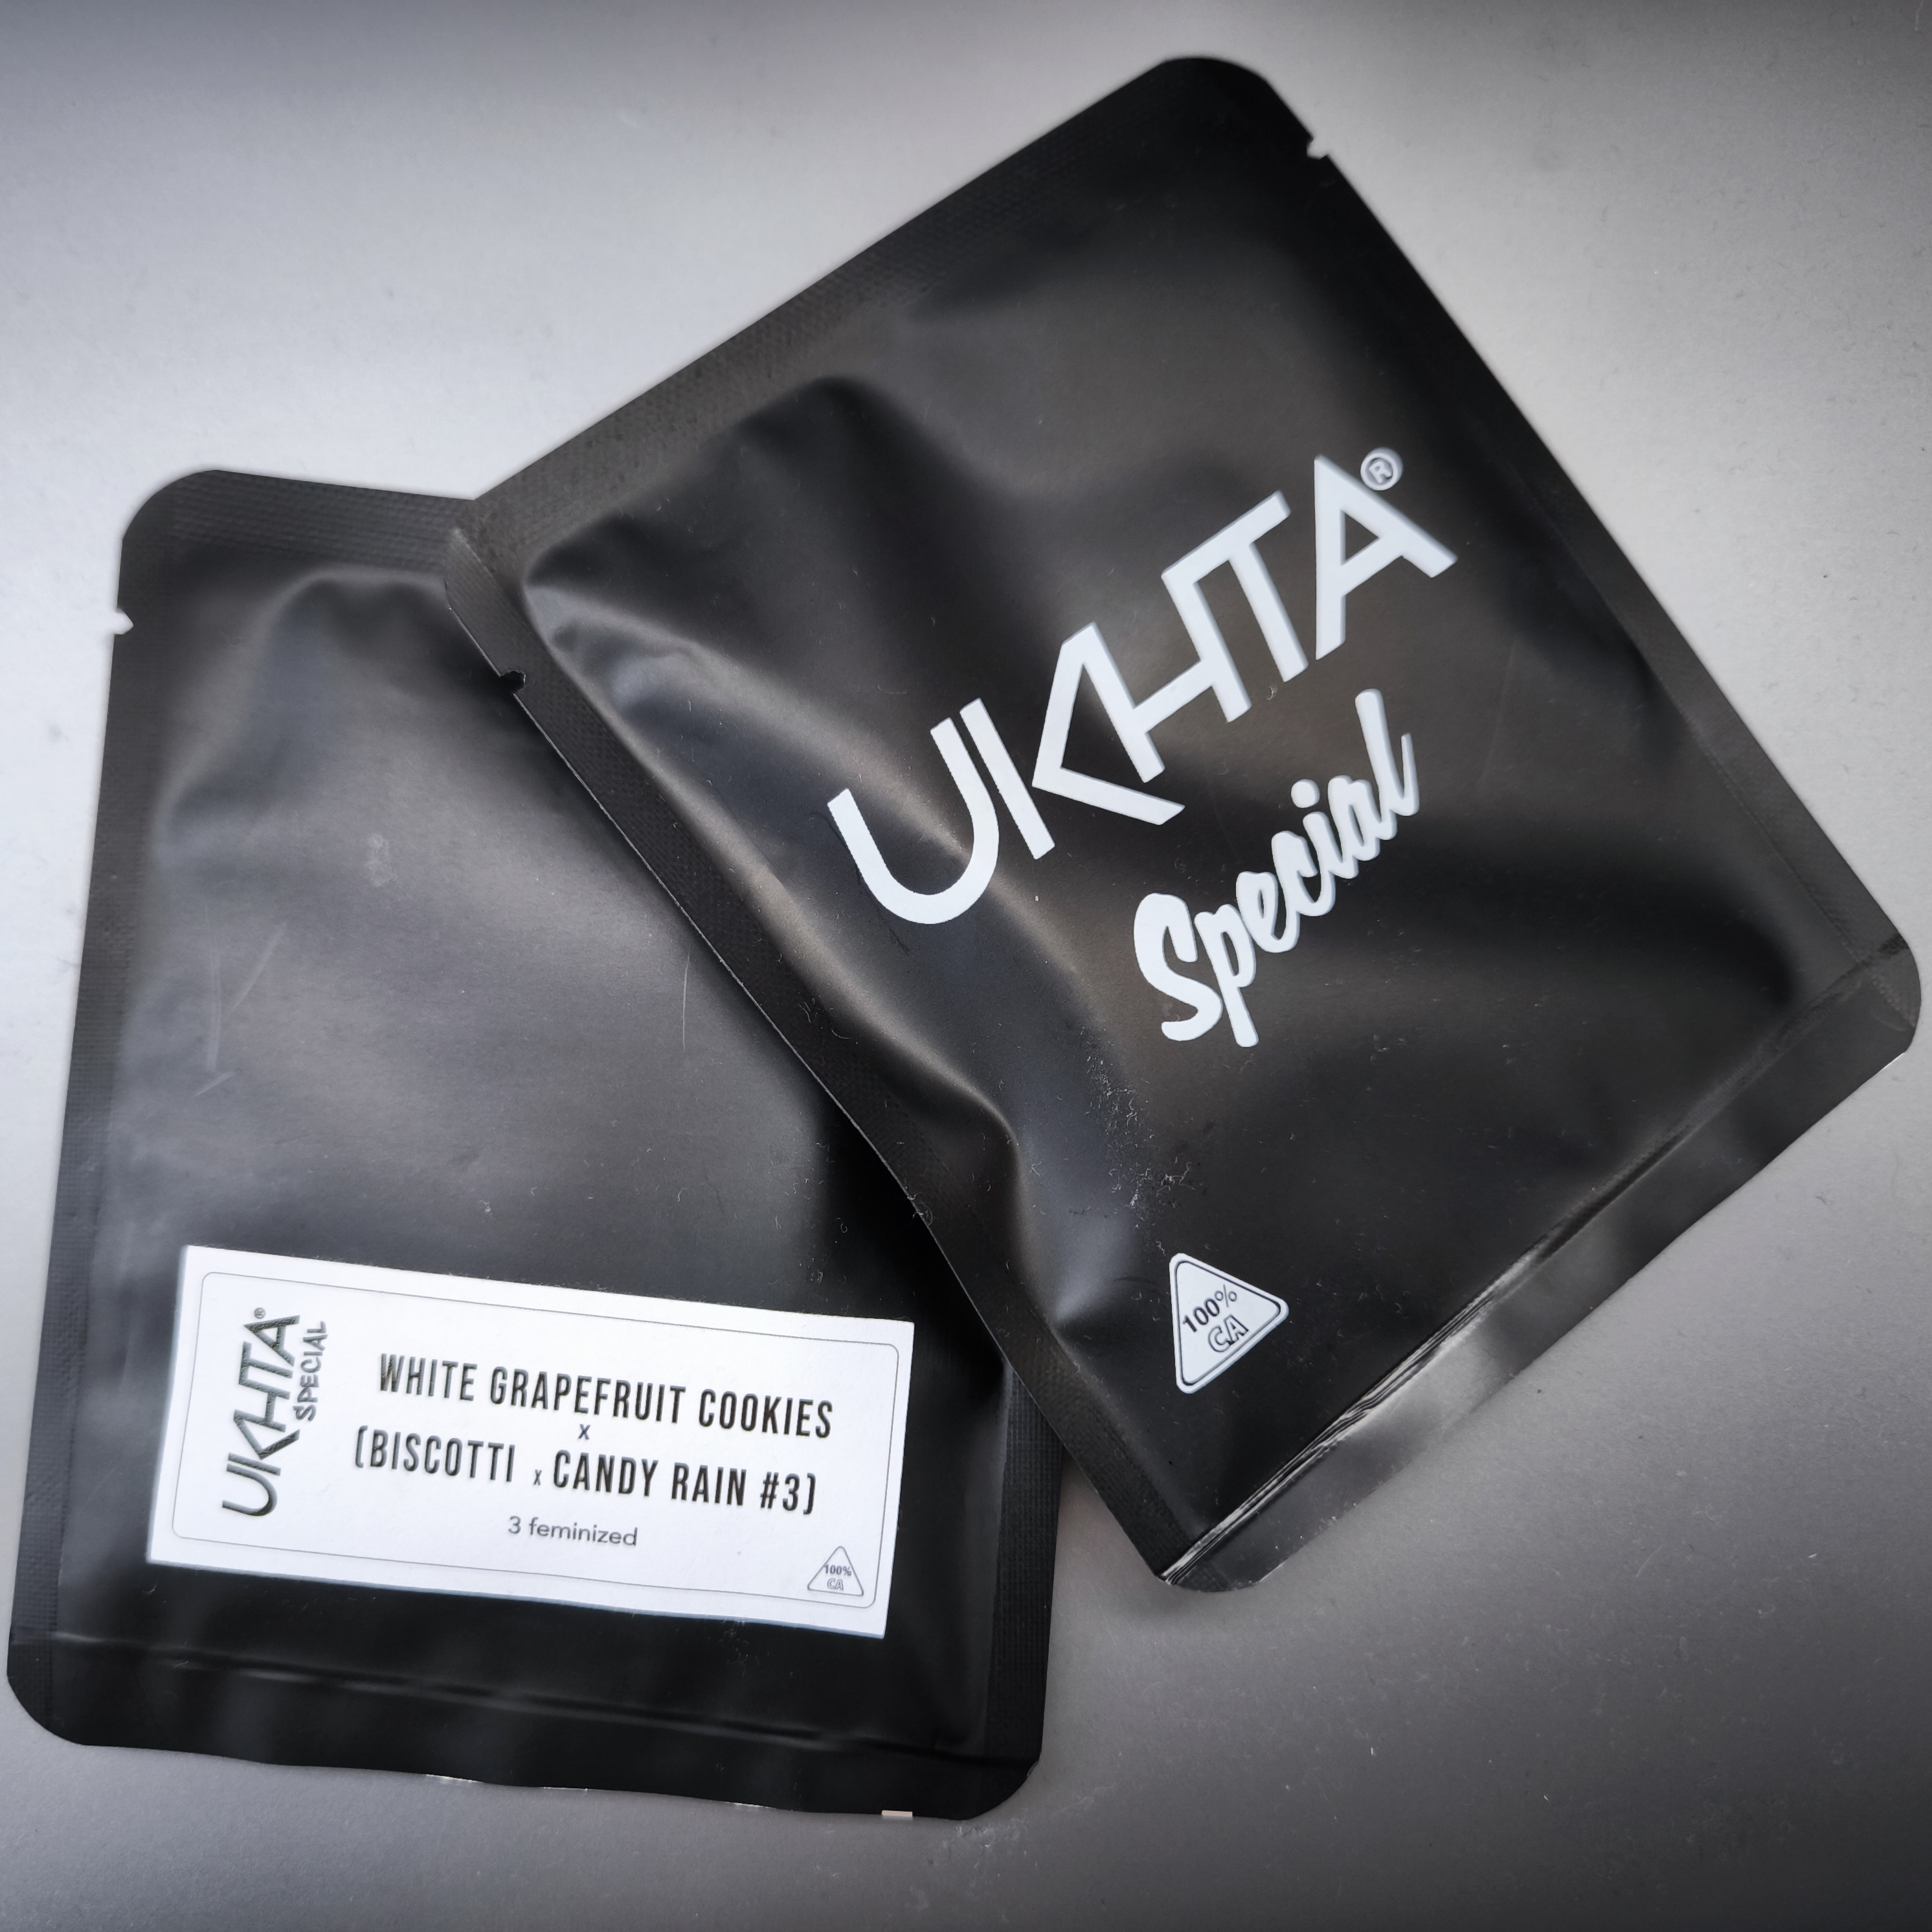 UKHTA®
Special
100%
CA
UKHTA®
SPECIAL
WHITE GRAPEFRUIT COOKIES
x
(BISCOTTI x CANDY RAIN #3)
3 feminized
100%
CA